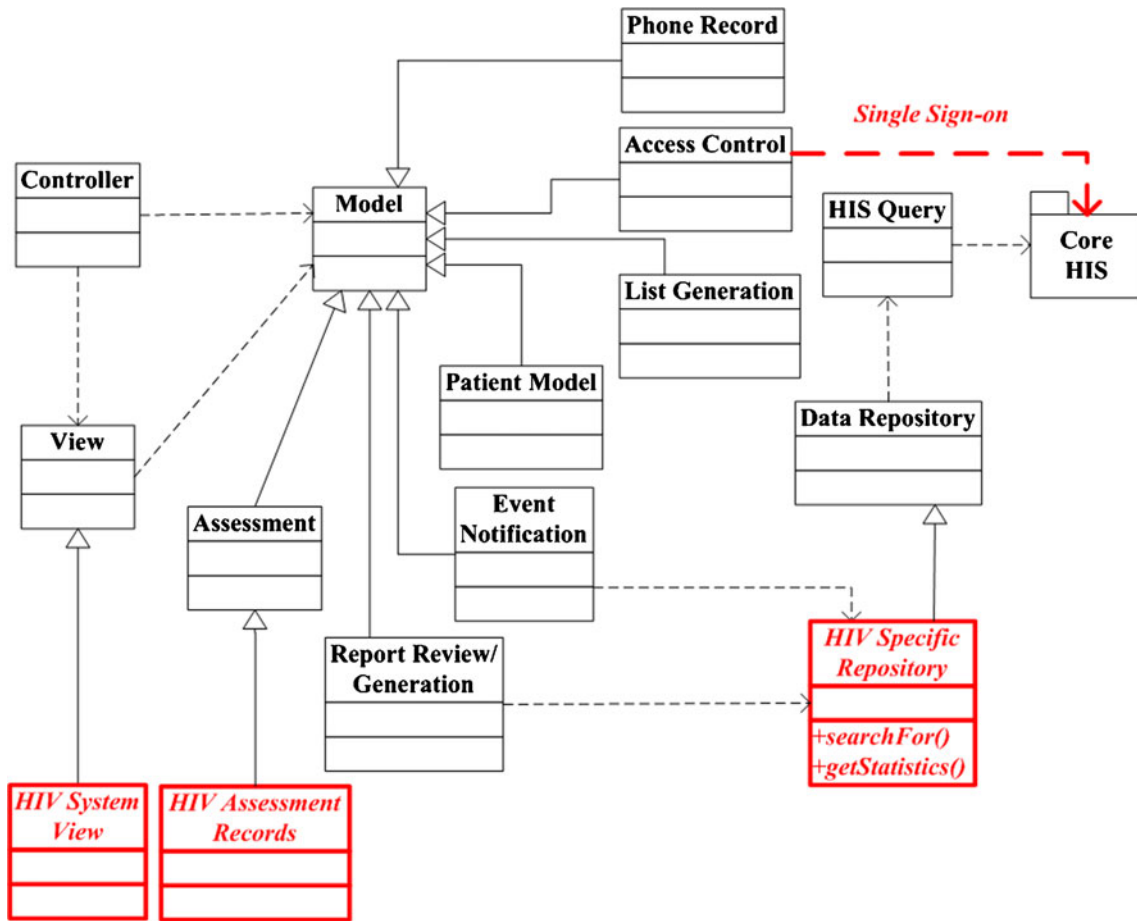 Phone Record
Single Sign-on
Access Control
Controller
Model
HIS Query
Core
HIS
List Generation
Patient Model
Data Repository
View
Event
Notification
Assessment
HIV Specific
Repository
Report Review/
Generation
+searchFor()
+getStatistics()
HIV System
View
HIV Assessment
Records